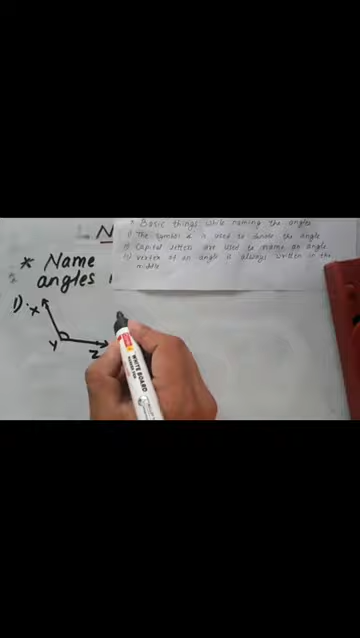 N
* Basic things while naming the angles
i) The symbol ∠ is used to denote the angle
ii) Capital letters are used to name an angle
iii) vertex of an angle is always written in the middle
* Name
angles
1).
X
Y
Z
WHITE BOARD